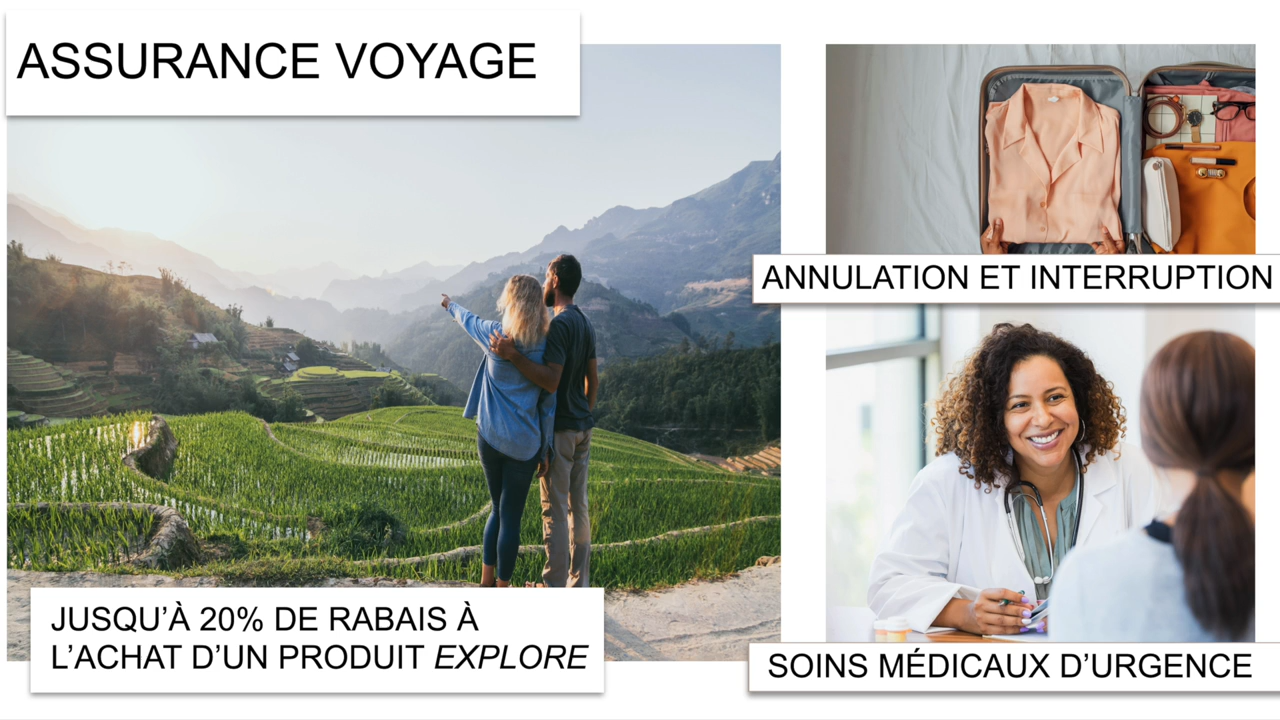 ASSURANCE VOYAGE
ANNULATION ET INTERRUPTION
JUSQU’À 20% DE RABAIS À
L’ACHAT D’UN PRODUIT EXPLORE
SOINS MÉDICAUX D’URGENCE